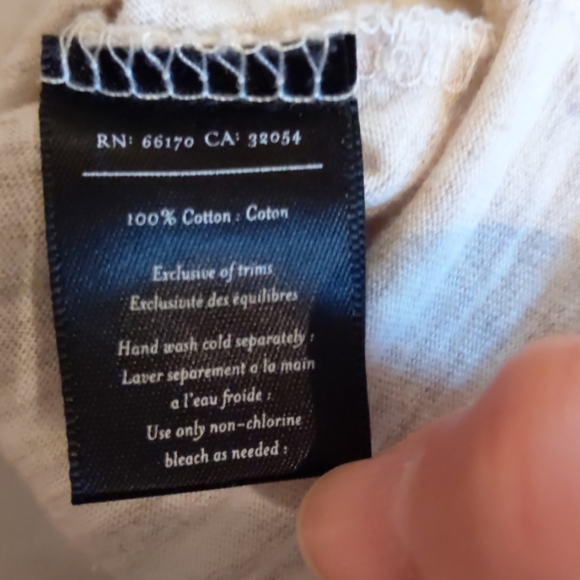 RN: 66170 CA: 32054
100% Cotton : Coton
Exclusive of trims
Exclusivite des équilibres
Hand wash cold separately :
Laver separement a la main
a l'eau froide :
Use only non-chlorine
bleach as needed :